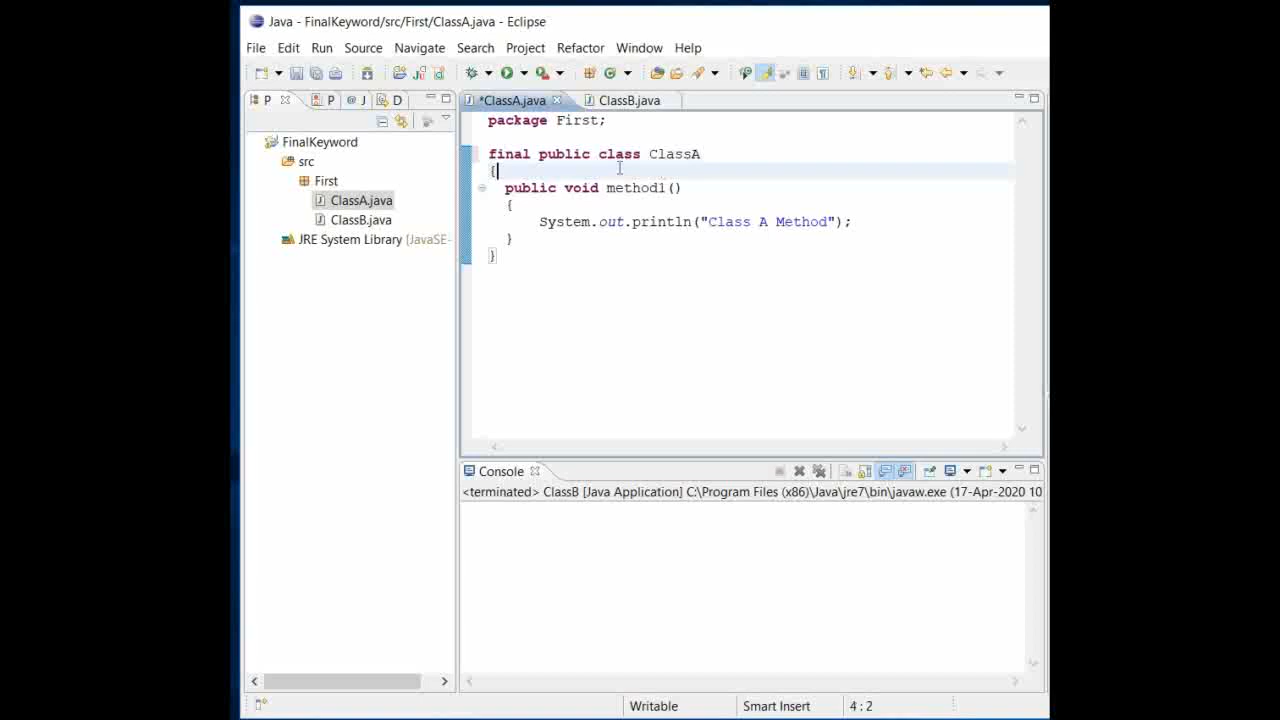 Java - FinalKeyword/src/First/ClassA.java - Eclipse
File Edit Run Source Navigate Search Project Refactor Window Help
P P J D
*ClassA.java ClassB.java
FinalKeyword
src
First
ClassA.java
ClassB.java
JRE System Library [JavaSE-
package First;
final public class ClassA
{
public void method1()
{
System.out.println("Class A Method");
}
}
Console
<terminated> ClassB [Java Application] C:\Program Files (x86)\Java\jre7\bin\javaw.exe (17-Apr-2020 10
Writable Smart Insert 4 : 2